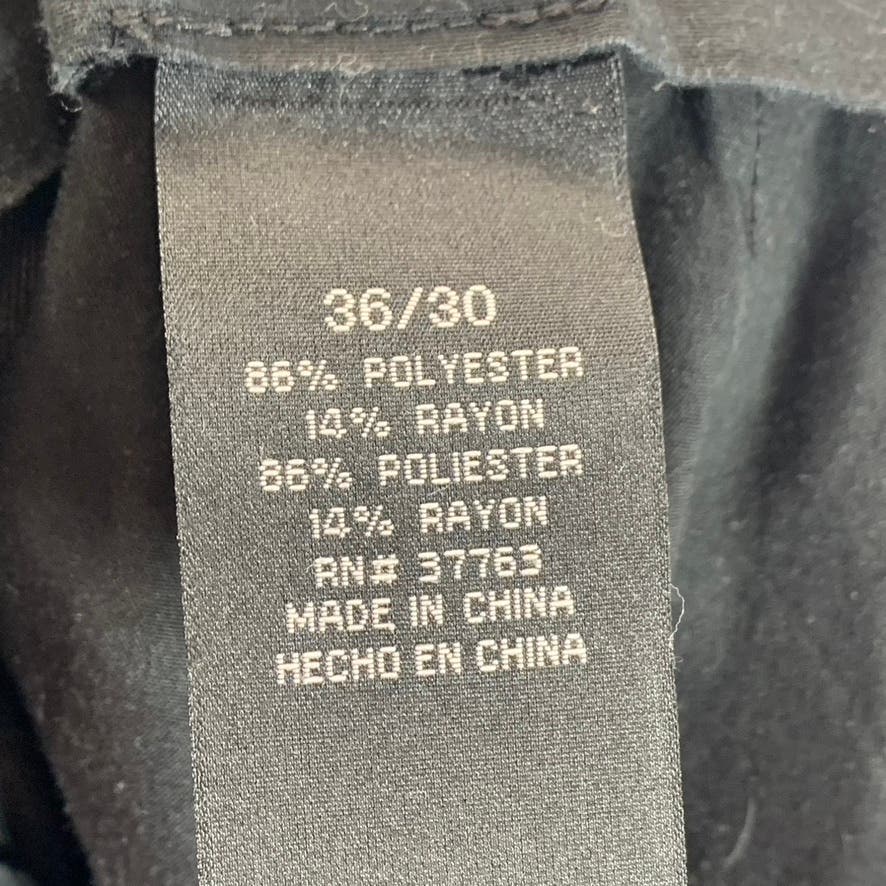 36/30
86% POLYESTER
14% RAYON
86% POLIESTER
14% RAYON
RN# 37763
MADE IN CHINA
HECHO EN CHINA